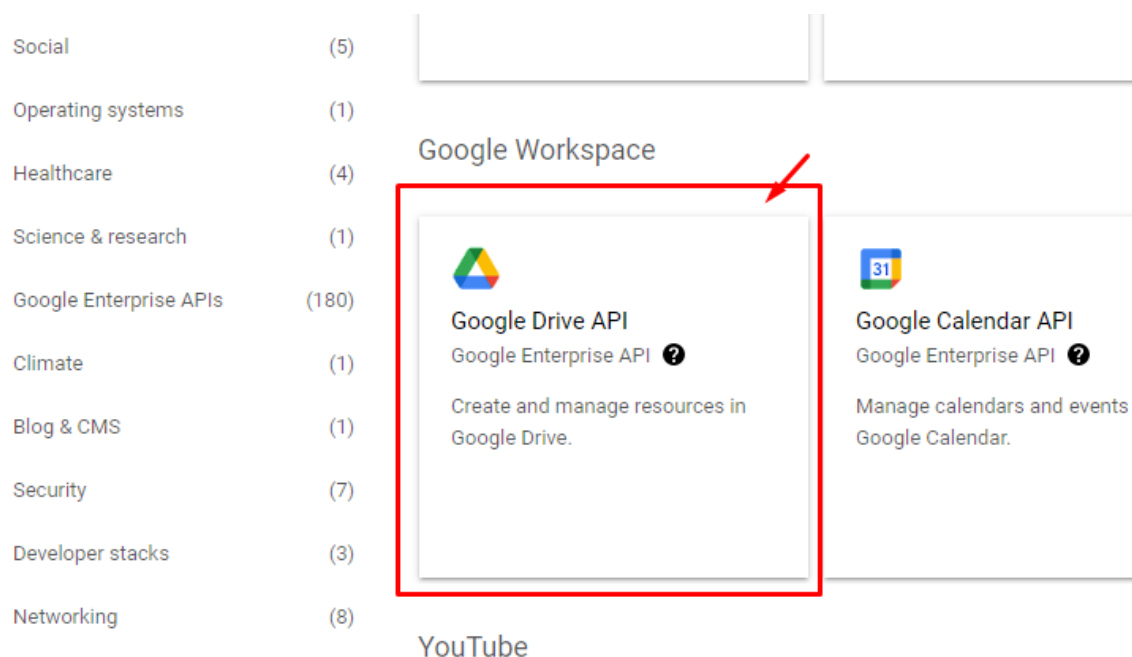 Social (5)
Operating systems (1)
Healthcare (4)
Science & research (1)
Google Enterprise APIs (180)
Climate (1)
Blog & CMS (1)
Security (7)
Developer stacks (3)
Networking (8)
Google Workspace
Google Drive API
Google Enterprise API ?
Create and manage resources in
Google Drive.
31
Google Calendar API
Google Enterprise API ?
Manage calendars and events
Google Calendar.
YouTube